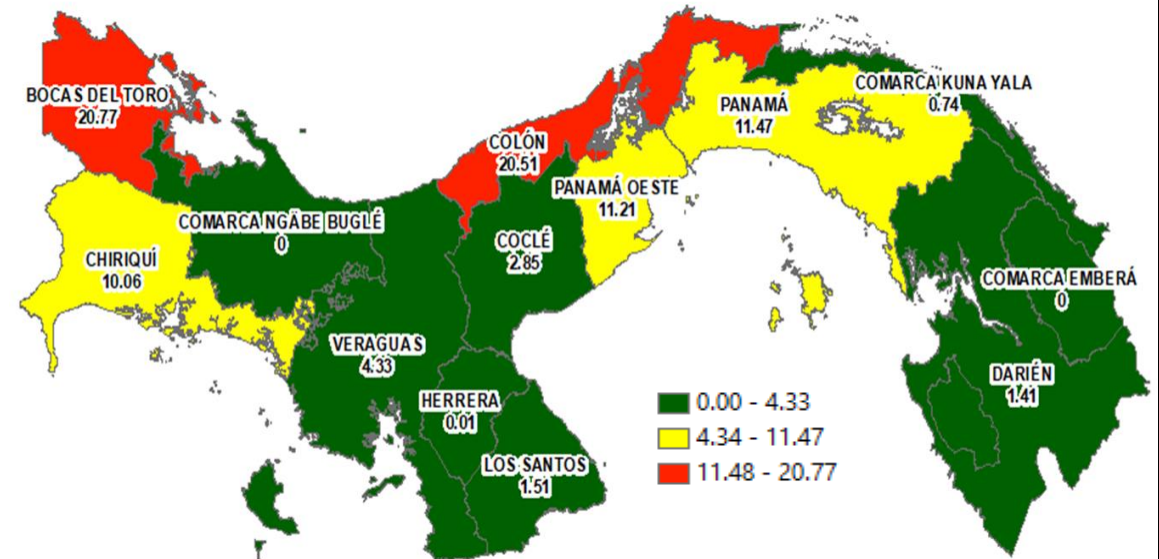 BOCAS DEL TORO
20.77
COMARCA KUNA YALA
0.74
PANAMÁ
11.47
COLÓN
20.51
PANAMÁ OESTE
11.21
COMARCA NGÄBE BUGLÉ
0
COCLÉ
2.85
CHIRIQUÍ
10.06
COMARCA EMBERÁ
0
VERAGUAS
4.33
DARIÉN
1.41
HERRERA
0.01
LOS SANTOS
1.51
0.00 - 4.33
4.34 - 11.47
11.48 - 20.77